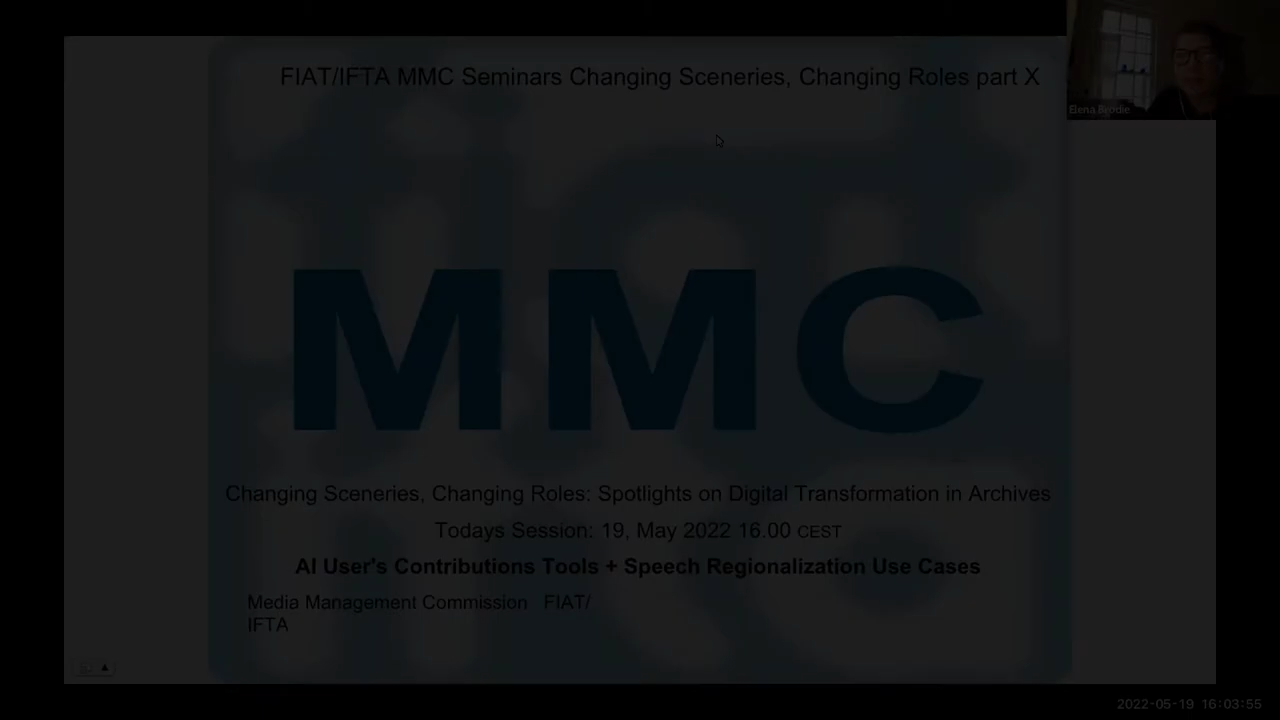 FIAT/IFTA MMC Seminars Changing Sceneries, Changing Roles part X
Elena Brodie
MMC
Changing Sceneries, Changing Roles: Spotlights on Digital Transformation in Archives
Todays Session: 19, May 2022 16.00 CEST
AI User's Contributions Tools + Speech Regionalization Use Cases
Media Management Commission FIAT/
IFTA
2022-05-19 16:03:55